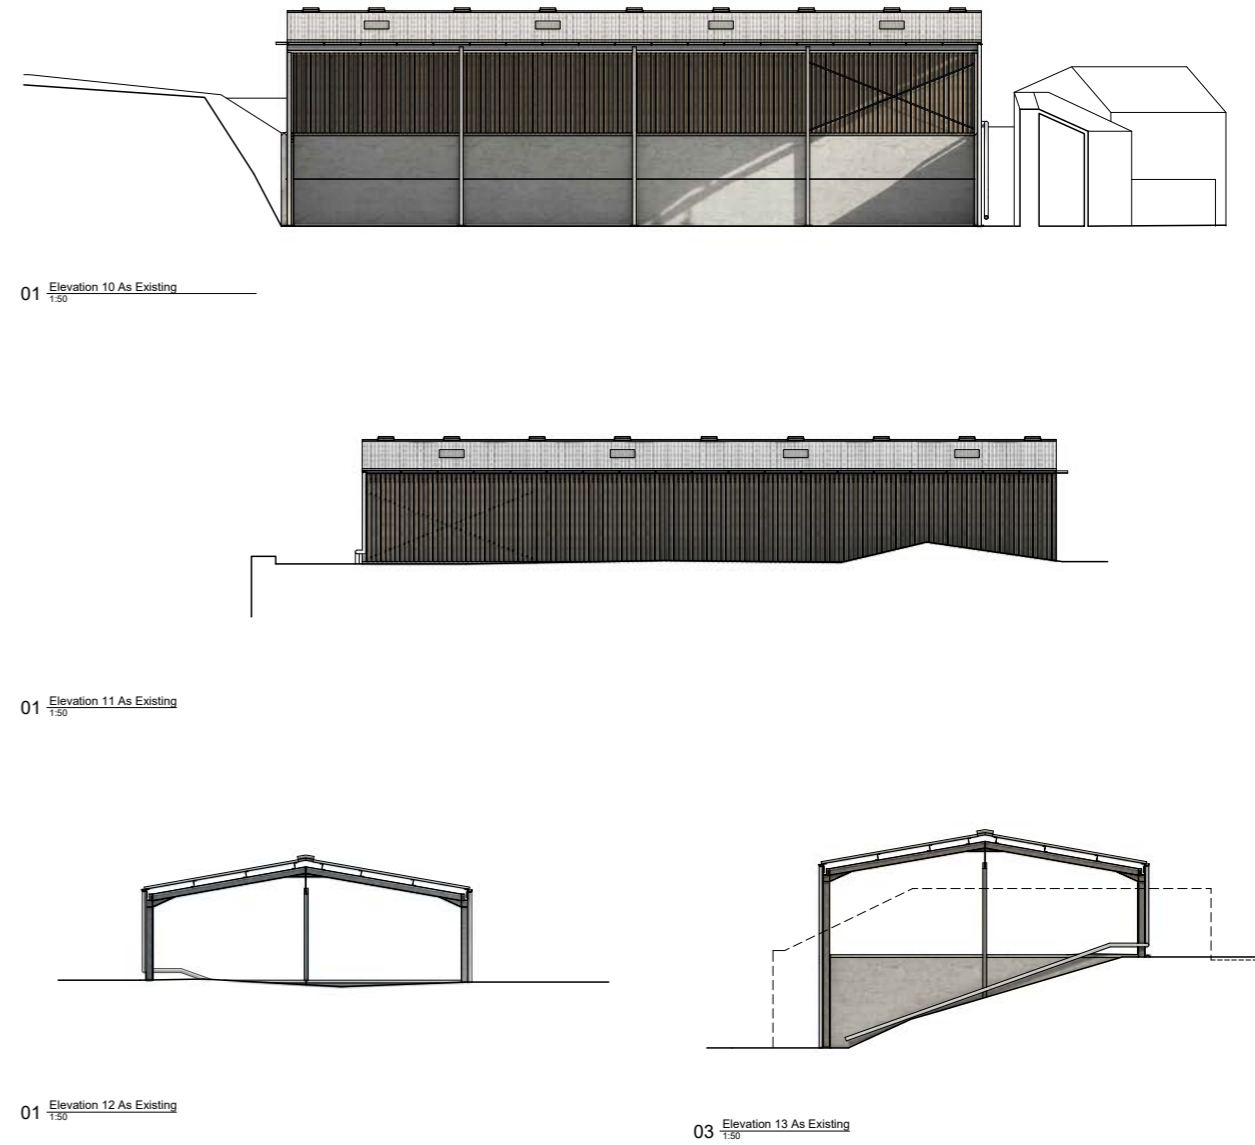 01 Elevation 10 As Existing
1:50
01 Elevation 11 As Existing
1:50
01 Elevation 12 As Existing
1:50
03 Elevation 13 As Existing
1:50